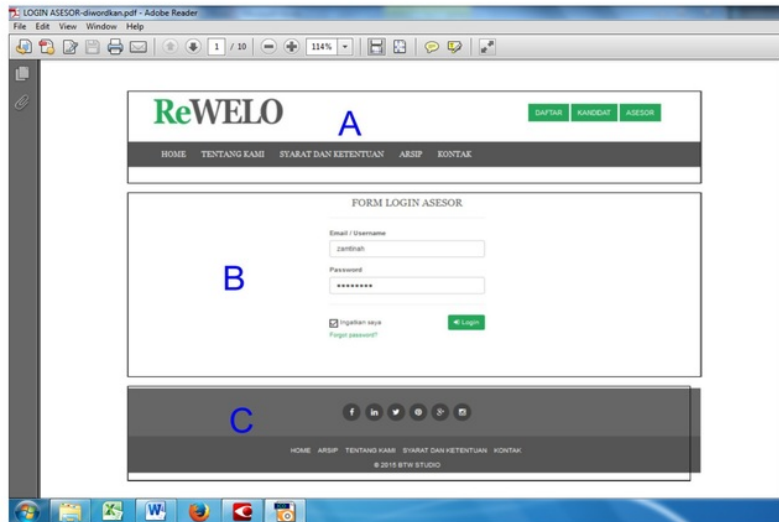 LOGIN ASESOR-diwordkan.pdf - Adobe Reader
File Edit View Window Help
1 / 10 114%
ReWELO
A
DAFTAR KANDIDAT ASESOR
HOME TENTANG KAMI SYARAT DAN KETENTUAN ARSIP KONTAK
FORM LOGIN ASESOR
Email / Username
zamtinah
B
Password
Ingatkan saya Login
Forgot password?
C
HOME ARSIP TENTANG KAMI SYARAT DAN KETENTUAN KONTAK
© 2015 BTW STUDIO